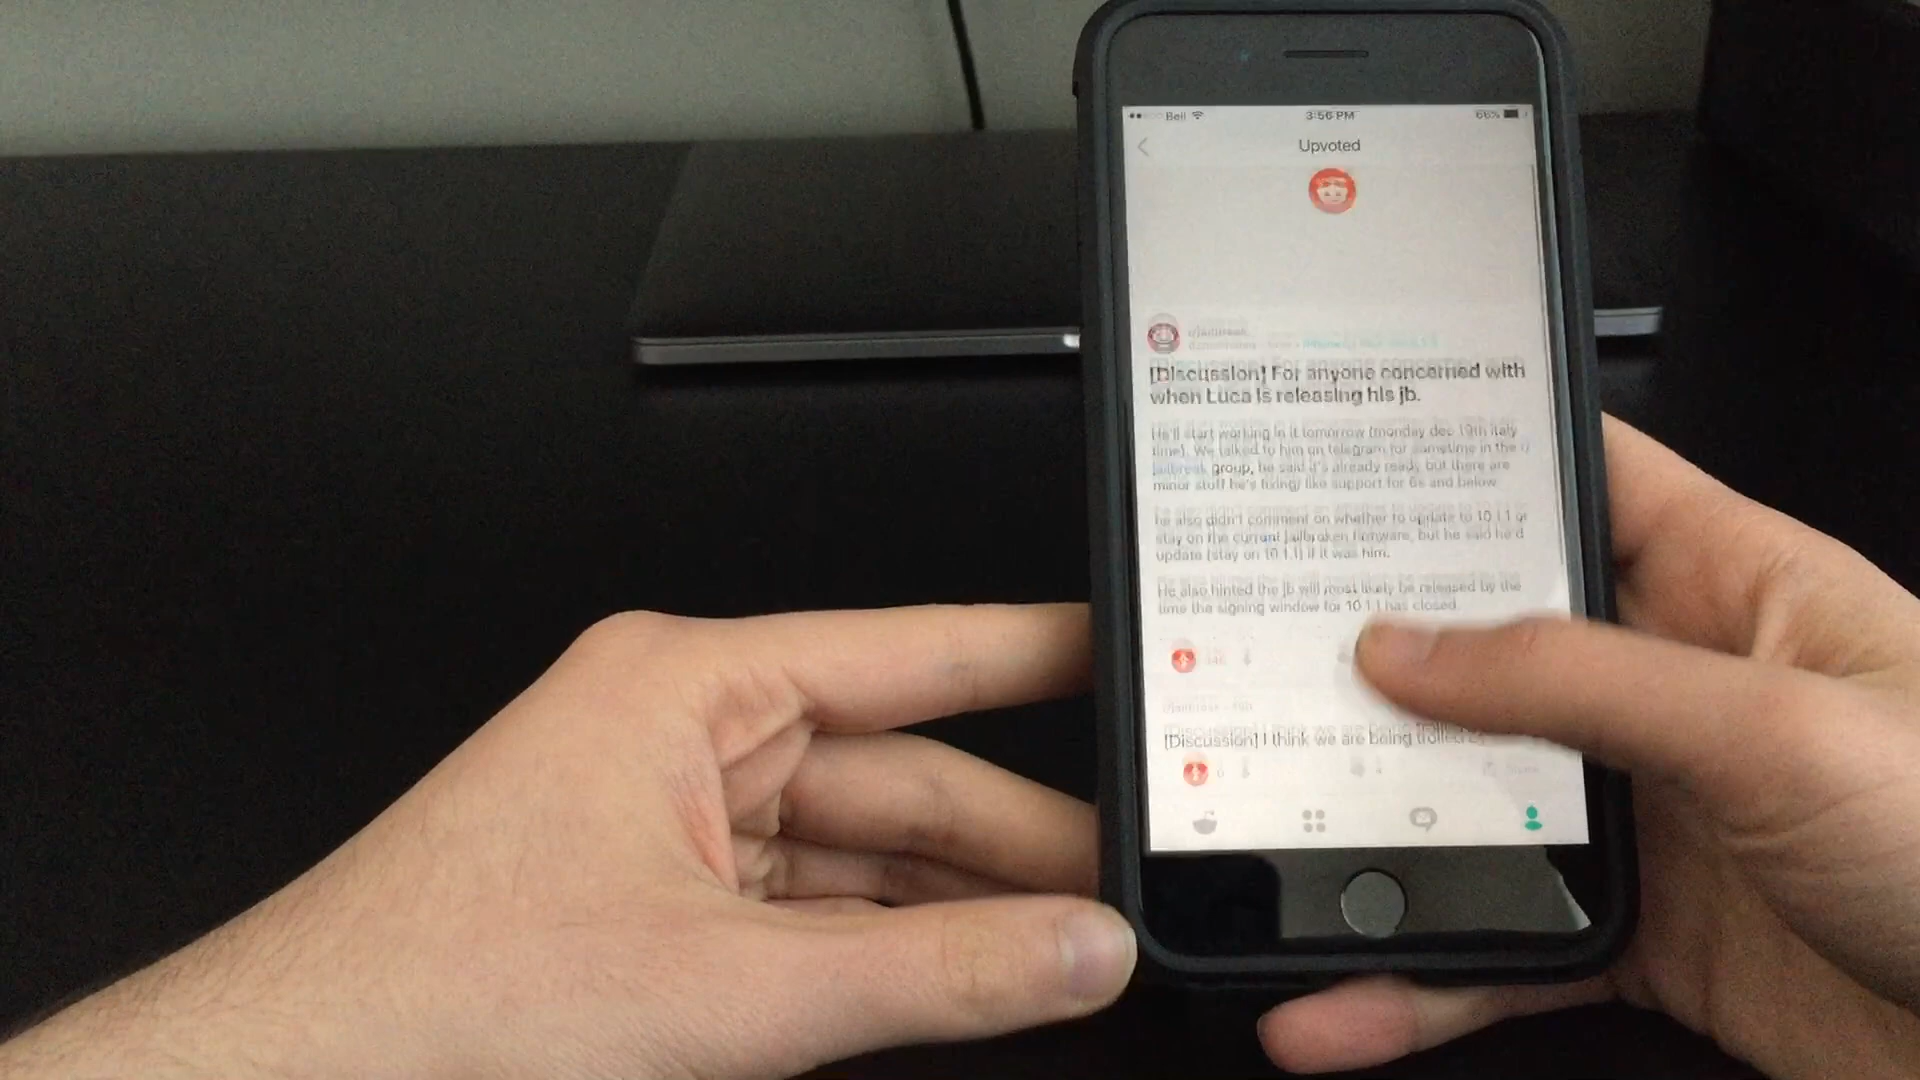 Bell 3:56 PM 66%
Upvoted
r/jailbreak
[Discussion] For anyone concerned with
when Luca is releasing his jb.
He'll start working in it tomorrow (monday dec 19th italy
time). We talked to him on telegram for sometime in the
jailbreak group, he said it's already ready but there are
minor stuff he's fixing) like support for 6s and below
he also didn't comment on whether to update to 10.1.1 or
stay on the current jailbroken firmware, but he said he'd
update (stay on 10.1.1) if it was him.
He also hinted the jb will most likely be released by the
time the signing window for 10.1.1 has closed.
[Discussion] I think we are being trolled
0 4 Share